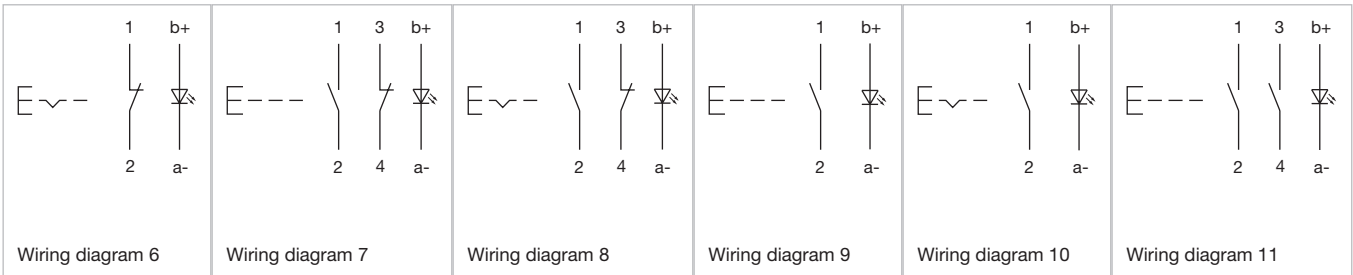 1 b+
2 a-
Wiring diagram 6
1 3 b+
2 4 a-
Wiring diagram 7
1 3 b+
2 4 a-
Wiring diagram 8
1 b+
2 a-
Wiring diagram 9
1 b+
2 a-
Wiring diagram 10
1 3 b+
2 4 a-
Wiring diagram 11